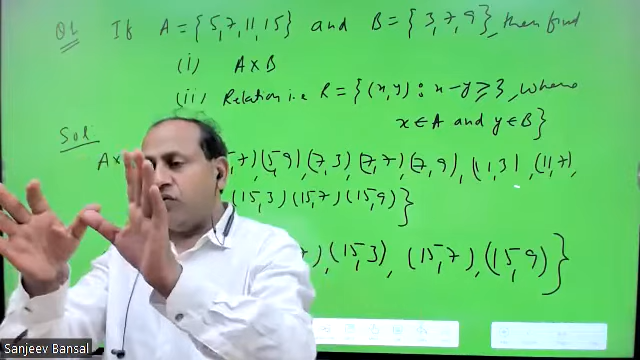 Q1 If A = {5,7,11,15} and B = {3,7,9}, then find
(i) A×B
(ii) Relation i.e R = {(x,y) : x-y ≥ 3, where
x ∈ A and y ∈ B}
Sol:
A× ,7)(5,9)(7,3)(7,7)(7,9),(11,3),(11,7),
(15,3)(15,7)(15,9)}
),(15,3),(15,7),(15,9)}
Sanjeev Bansal